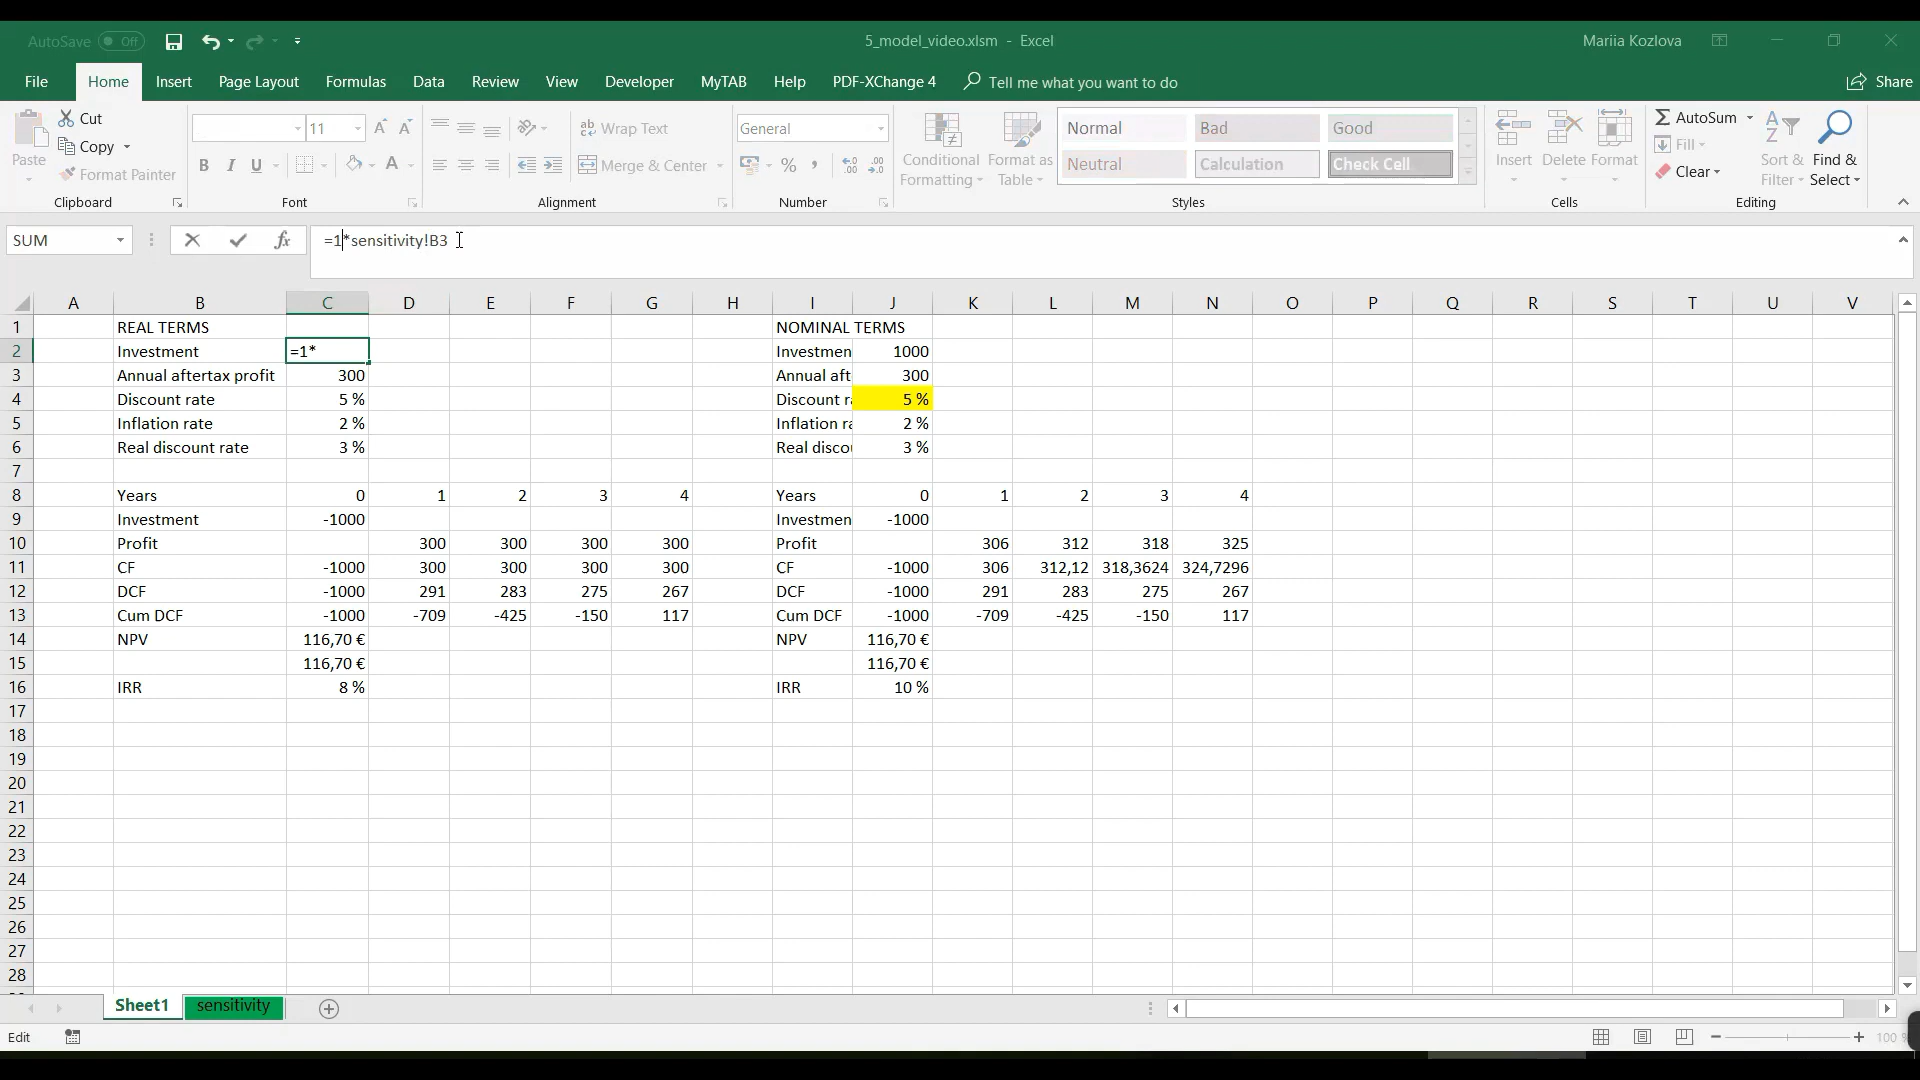 AutoSave Off
5_model_video.xlsm - Excel
Mariia Kozlova
File Home Insert Page Layout Formulas Data Review View Developer MyTAB Help PDF-XChange 4 Tell me what you want to do Share
Paste
Cut
Copy
Format Painter
Clipboard
11 A A
B I U A
Font
ab Wrap Text
Merge & Center
Alignment
General
% ,
Number
Conditional Formatting
Format as Table
Normal Bad Good
Neutral Calculation Check Cell
Styles
Insert Delete Format
Cells
AutoSum
Fill
Clear
Sort & Filter
Find & Select
Editing
SUM fx =1*sensitivity!B3
A B C D E F G H I J K L M N O P Q R S T U V
1 REAL TERMS NOMINAL TERMS
2 Investment =1* Investmen 1000
3 Annual aftertax profit 300 Annual aft 300
4 Discount rate 5 % Discount ra 5 %
5 Inflation rate 2 % Inflation ra 2 %
6 Real discount rate 3 % Real disco 3 %
7
8 Years 0 1 2 3 4 Years 0 1 2 3 4
9 Investment -1000 Investmen -1000
10 Profit 300 300 300 300 Profit 306 312 318 325
11 CF -1000 300 300 300 300 CF -1000 306 312,12 318,3624 324,7296
12 DCF -1000 291 283 275 267 DCF -1000 291 283 275 267
13 Cum DCF -1000 -709 -425 -150 117 Cum DCF -1000 -709 -425 -150 117
14 NPV 116,70 € NPV 116,70 €
15 116,70 € 116,70 €
16 IRR 8 % IRR 10 %
17
18
19
20
21
22
23
24
25
26
27
28
Sheet1 sensitivity
Edit 100 %